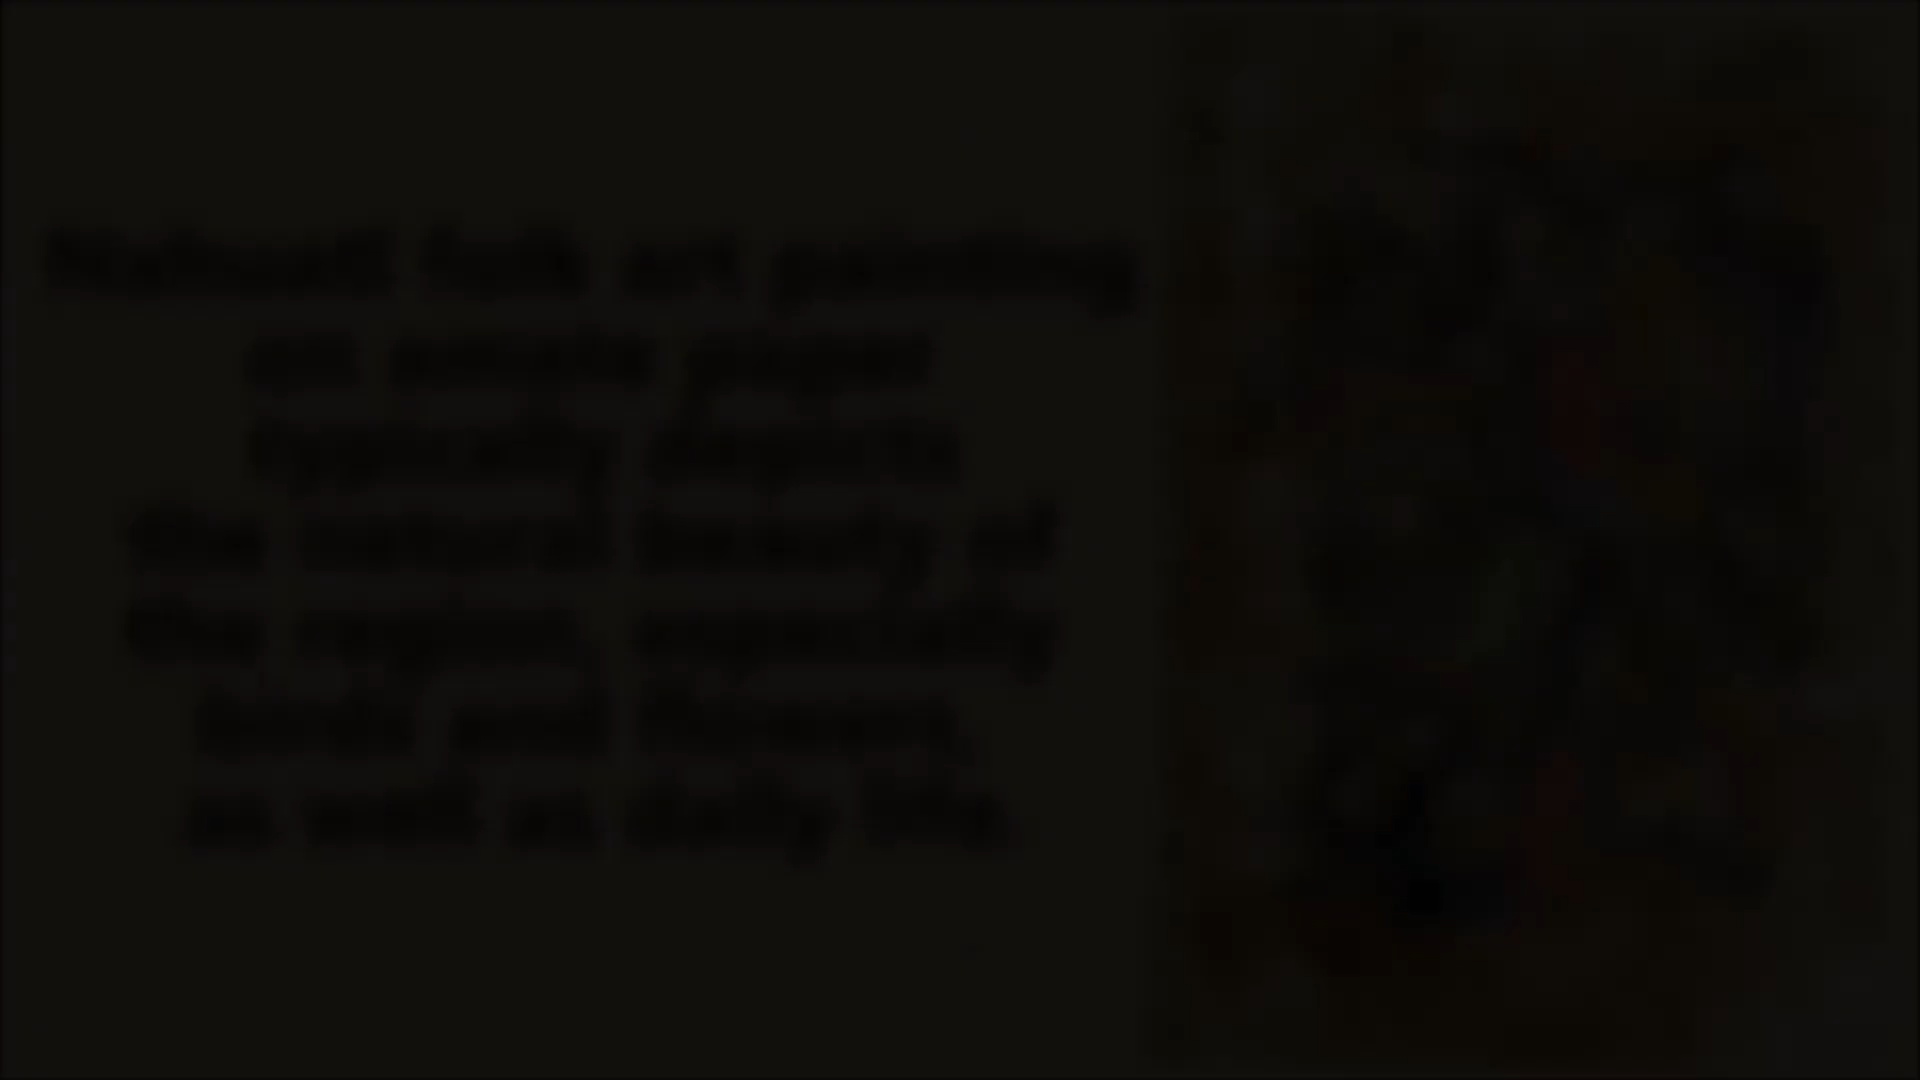 Nahuatl folk art painting
on amate paper
typically depicts
the natural beauty of
the region, especially
birds and flowers,
as well as daily life.